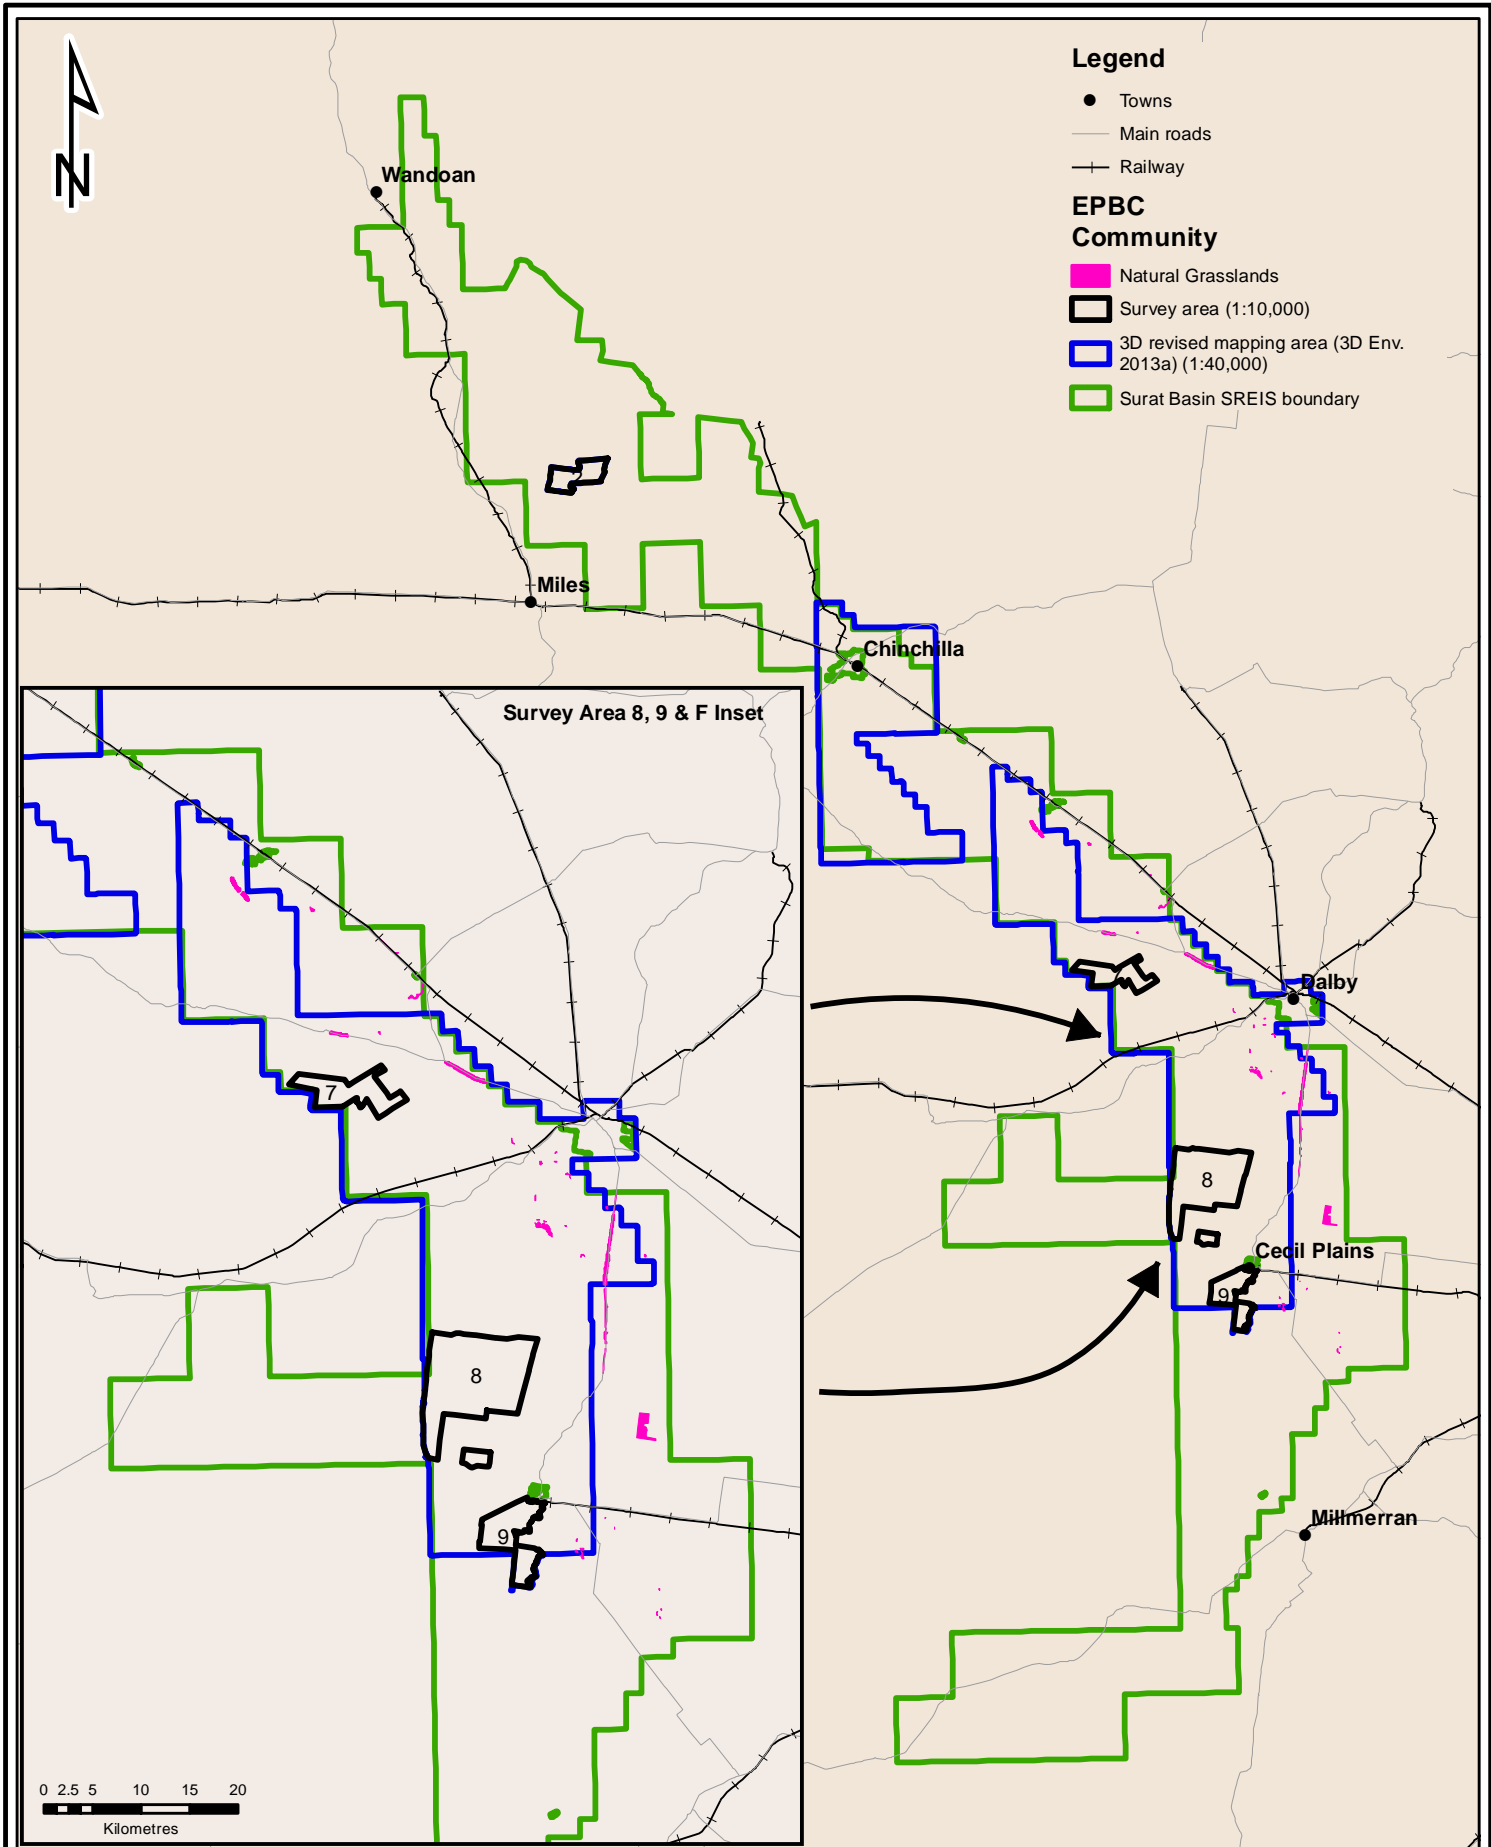 N
Legend
Towns
Main roads
Railway
EPBC
Community
Natural Grasslands
Survey area (1:10,000)
3D revised mapping area (3D Env.
2013a) (1:40,000)
Surat Basin SREIS boundary
Wandoan
Miles
Chinchilla
Dalby
8
Cecil Plains
9
Millmerran
Survey Area 8, 9 & F Inset
7
8
9
0 2.5 5 10 15 20
Kilometres